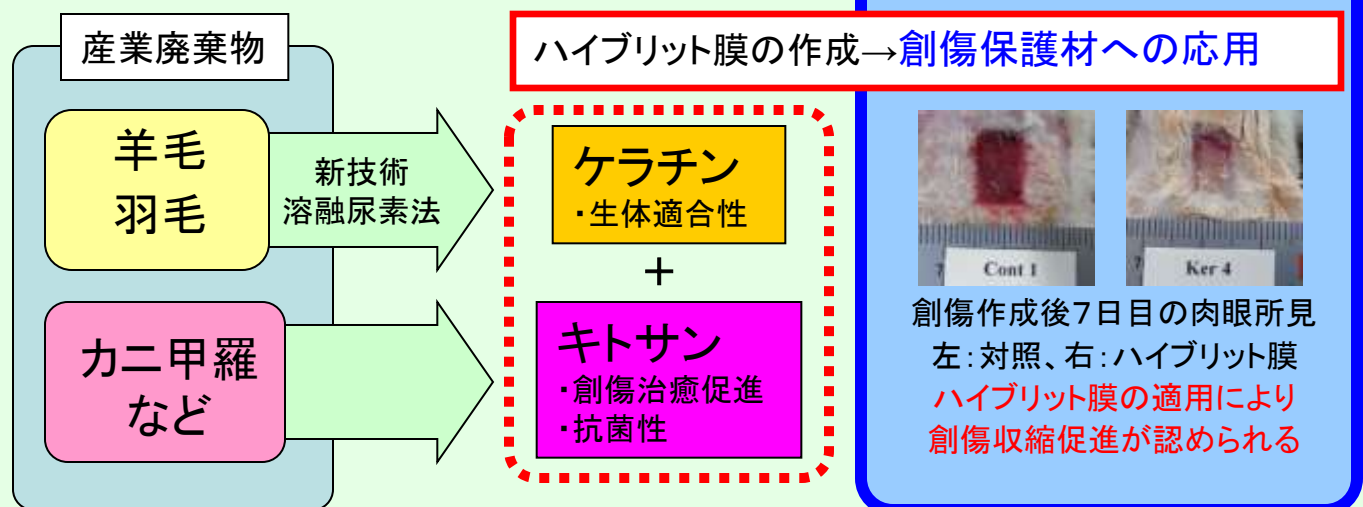 産業廃棄物
羊毛
羽毛
カニ甲羅
など
新技術
溶融尿素法
ハイブリット膜の作成→創傷保護材への応用
ケラチン
・生体適合性
+
キトサン
・創傷治癒促進
・抗菌性
7
Cont 1
7
Ker 4
創傷作成後7日目の肉眼所見
左:対照、右:ハイブリット膜
ハイブリット膜の適用により
創傷収縮促進が認められる